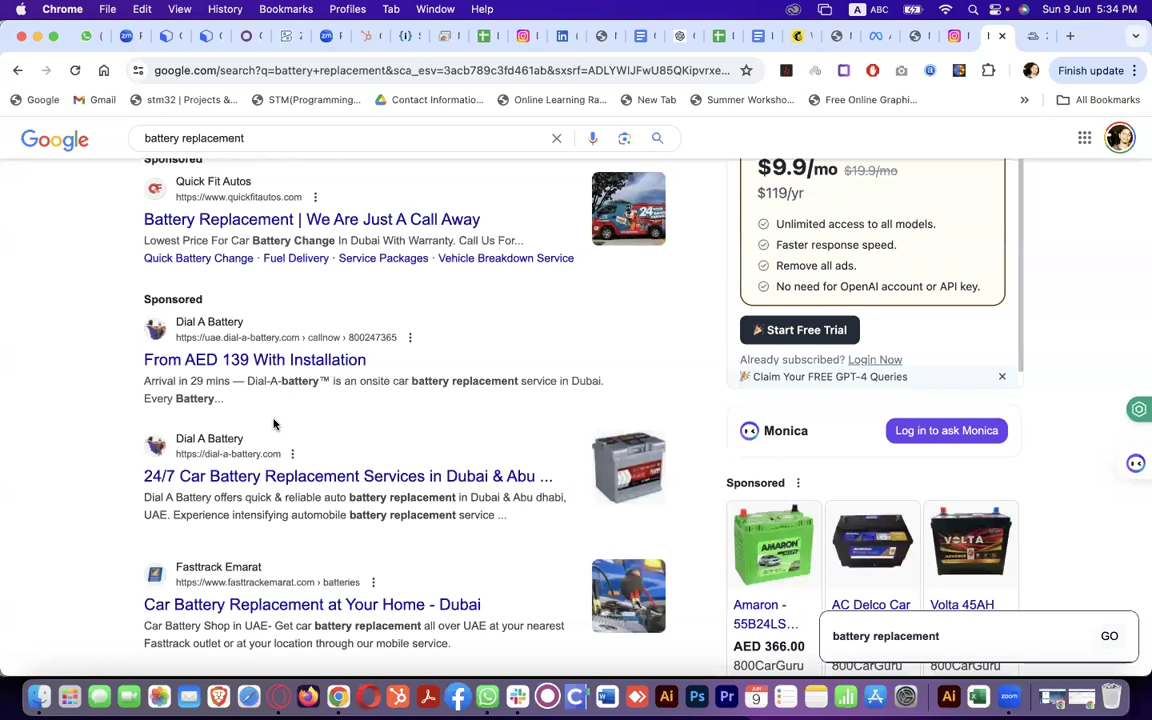 Chrome File Edit View History Bookmarks Profiles Tab Window Help
A ABC Sun 9 Jun 5:34 PM
google.com/search?q=battery+replacement&sca_esv=3acb789c3fd461ab&sxsrf=ADLYWIJFwU85QKipvrxe...
Finish update
Google Gmail stm32 | Projects &... STM(Programming... Contact Informatio... Online Learning Ra... New Tab Summer Worksho... Free Online Graphi... » All Bookmarks
Google
battery replacement
Sponsored
Quick Fit Autos
https://www.quickfitautos.com
Battery Replacement | We Are Just A Call Away
Lowest Price For Car Battery Change In Dubai With Warranty. Call Us For...
Quick Battery Change · Fuel Delivery · Service Packages · Vehicle Breakdown Service
Sponsored
Dial A Battery
https://uae.dial-a-battery.com › callnow › 800247365
From AED 139 With Installation
Arrival in 29 mins — Dial-A-battery™ is an onsite car battery replacement service in Dubai.
Every Battery...
Dial A Battery
https://dial-a-battery.com
24/7 Car Battery Replacement Services in Dubai & Abu ...
Dial A Battery offers quick & reliable auto battery replacement in Dubai & Abu dhabi,
UAE. Experience intensifying automobile battery replacement service ...
Fasttrack Emarat
https://www.fasttrackemarat.com › batteries
Car Battery Replacement at Your Home - Dubai
Car Battery Shop in UAE- Get car battery replacement all over UAE at your nearest
Fasttrack outlet or at your location through our mobile service.
$9.9/mo $19.9/mo
$119/yr
Unlimited access to all models.
Faster response speed.
Remove all ads.
No need for OpenAI account or API key.
🎉 Start Free Trial
Already subscribed? Login Now
🎉 Claim Your FREE GPT-4 Queries
Monica
Log in to ask Monica
Sponsored
AMARON
VOLTA
Amaron - AC Delco Car Volta 45AH
55B24LS...
AED 366.00
800CarGuru 800CarGuru 800CarGuru
battery replacement GO